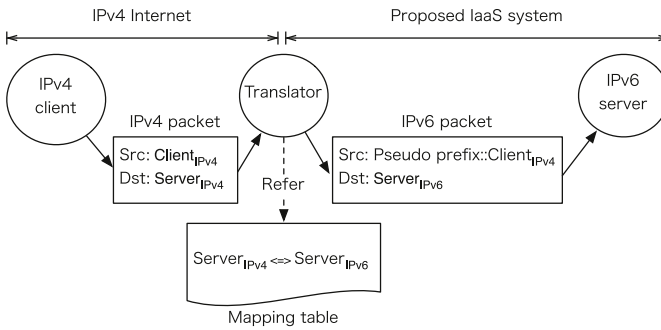 IPv4 Internet
Proposed IaaS system
IPv4
client
Translator
IPv6
server
IPv4 packet
IPv6 packet
Src: ClientIPv4
Dst: ServerIPv4
Src: Pseudo prefix::ClientIPv4
Dst: ServerIPv6
Refer
ServerIPv4 <=> ServerIPv6
Mapping table